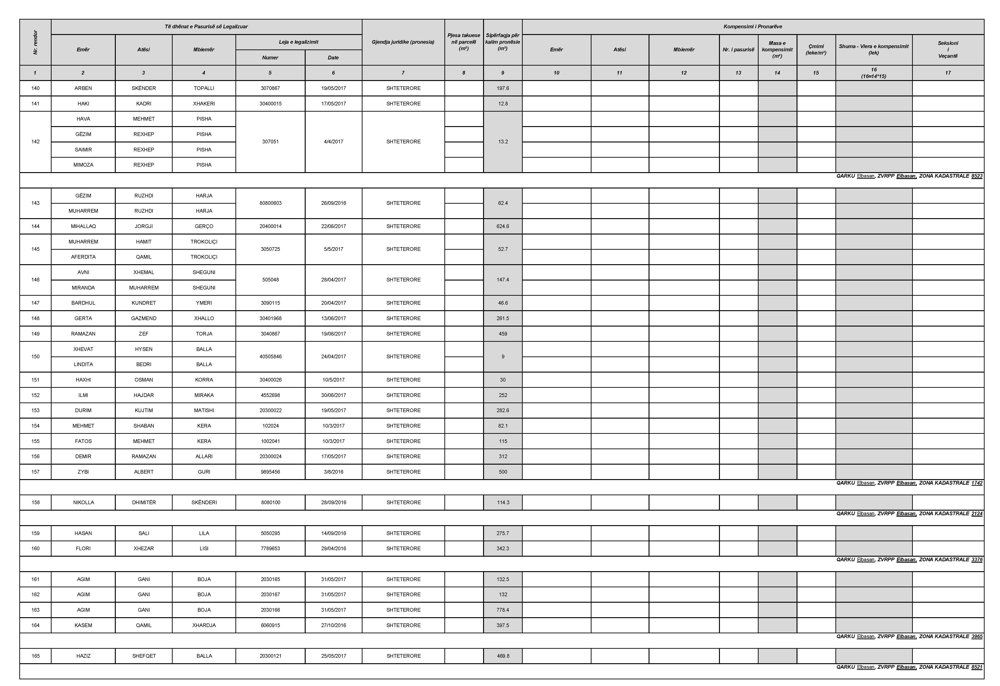 Nr. rendor
Të dhënat e Pasurisë së Legalizuar
Gjendja juridike (pronesia)
Pjesa takuese në parcelë (m²)
Sipërfaqja për kalim pronësie (m²)
Kompensimi i Pronarëve
Emër Atësi Mbiemër Leja e legalizimit
Numer Date
Emër Atësi Mbiemër Nr. i pasurisë Masa e kompensimit (m²) Çmimi (leke/m²) Shuma - Vlera e kompensimit (lek) Seksioni i Veçantë
1 2 3 4 5 6 7 8 9 10 11 12 13 14 15 16 (16=14*15) 17
140 ARBEN SKËNDER TOPALLI 3070867 19/05/2017 SHTETERORE 197.6
141 HAKI KADRI XHAKERI 30400015 17/05/2017 SHTETERORE 12.8
142 HAVA MEHMET PISHA 307051 4/4/2017 SHTETERORE 13.2
GËZIM REXHEP PISHA
SAIMIR REXHEP PISHA
MIMOZA REXHEP PISHA
QARKU Elbasan, ZVRPP Elbasan, ZONA KADASTRALE 8523
143 GËZIM RUZHDI HARJA 80800603 26/09/2016 SHTETERORE 62.4
MUHARREM RUZHDI HARJA
144 MIHALLAQ JORGJI GERÇO 20400014 22/06/2017 SHTETERORE 624.6
145 MUHARREM HAMIT TROKOLIÇI 3050725 5/5/2017 SHTETERORE 52.7
AFERDITA QAMIL TROKOLIÇI
146 AVNI XHEMAL SHEGUNI 505048 28/04/2017 SHTETERORE 147.4
MIRANDA MUHARREM SHEGUNI
147 BARDHUL KUNDRET YMERI 3090115 20/04/2017 SHTETERORE 46.6
148 GERTA GAZMEND XHALLO 30401968 13/06/2017 SHTETERORE 261.5
149 RAMAZAN ZEF TORJA 3040867 19/06/2017 SHTETERORE 459
150 XHEVAT HYSEN BALLA 40505846 24/04/2017 SHTETERORE 9
LINDITA BEDRI BALLA
151 HAXHI OSMAN KORRA 30400026 10/5/2017 SHTETERORE 30
152 ILMI HAJDAR MIRAKA 4552698 30/06/2017 SHTETERORE 252
153 DURIM KUJTIM MATISHI 20300022 19/05/2017 SHTETERORE 282.6
154 MEHMET SHABAN KERA 102024 10/3/2017 SHTETERORE 82.1
155 FATOS MEHMET KERA 1002041 10/3/2017 SHTETERORE 115
156 DEMIR RAMAZAN ALLARI 20300024 17/05/2017 SHTETERORE 312
157 ZYBI ALBERT GURI 9895456 3/8/2016 SHTETERORE 500
QARKU Elbasan, ZVRPP Elbasan, ZONA KADASTRALE 1742
158 NIKOLLA DHIMITËR SKËNDERI 8080100 28/09/2016 SHTETERORE 114.3
QARKU Elbasan, ZVRPP Elbasan, ZONA KADASTRALE 2124
159 HASAN SALI LILA 5050295 14/09/2016 SHTETERORE 275.7
160 FLORI XHEZAR LISI 7789653 29/04/2016 SHTETERORE 342.3
QARKU Elbasan, ZVRPP Elbasan, ZONA KADASTRALE 3376
161 AGIM GANI BOJA 2030165 31/05/2017 SHTETERORE 132.5
162 AGIM GANI BOJA 2030167 31/05/2017 SHTETERORE 132
163 AGIM GANI BOJA 2030166 31/05/2017 SHTETERORE 778.4
164 KASEM QAMIL XHARDJA 6060915 27/10/2016 SHTETERORE 397.5
QARKU Elbasan, ZVRPP Elbasan, ZONA KADASTRALE 3965
165 HAZIZ SHEFQET BALLA 20300121 25/05/2017 SHTETERORE 469.8
QARKU Elbasan, ZVRPP Elbasan, ZONA KADASTRALE 8521